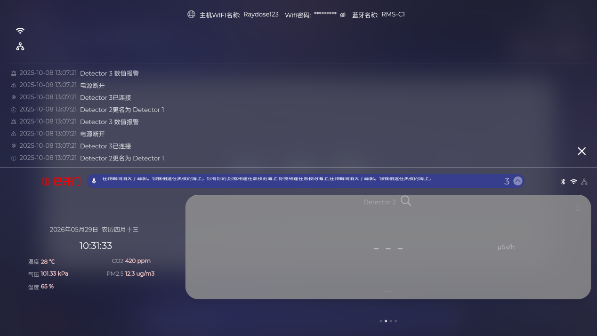 主机WIFI名称: Raydose123 Wifi密码: ********* 蓝牙名称: RMS-C1
2025-10-08 13:07:21 Detector 3 数值报警
2025-10-08 13:07:21 电源断开
2025-10-08 13:07:21 Detector 3已连接
2025-10-08 13:07:21 Detector 2更名为 Detector 1
2025-10-08 13:07:21 Detector 3 数值报警
2025-10-08 13:07:21 电源断开
2025-10-08 13:07:21 Detector 3已连接
2025-10-08 13:07:21 Detector 2更名为 Detector 1
3
Detector 2
2026年05月29日 农历四月十三
10:31:33
--- μSv/h
温度 28 ℃ CO2 420 ppm
气压 101.33 kPa PM2.5 12.3 ug/m3
湿度 65 %